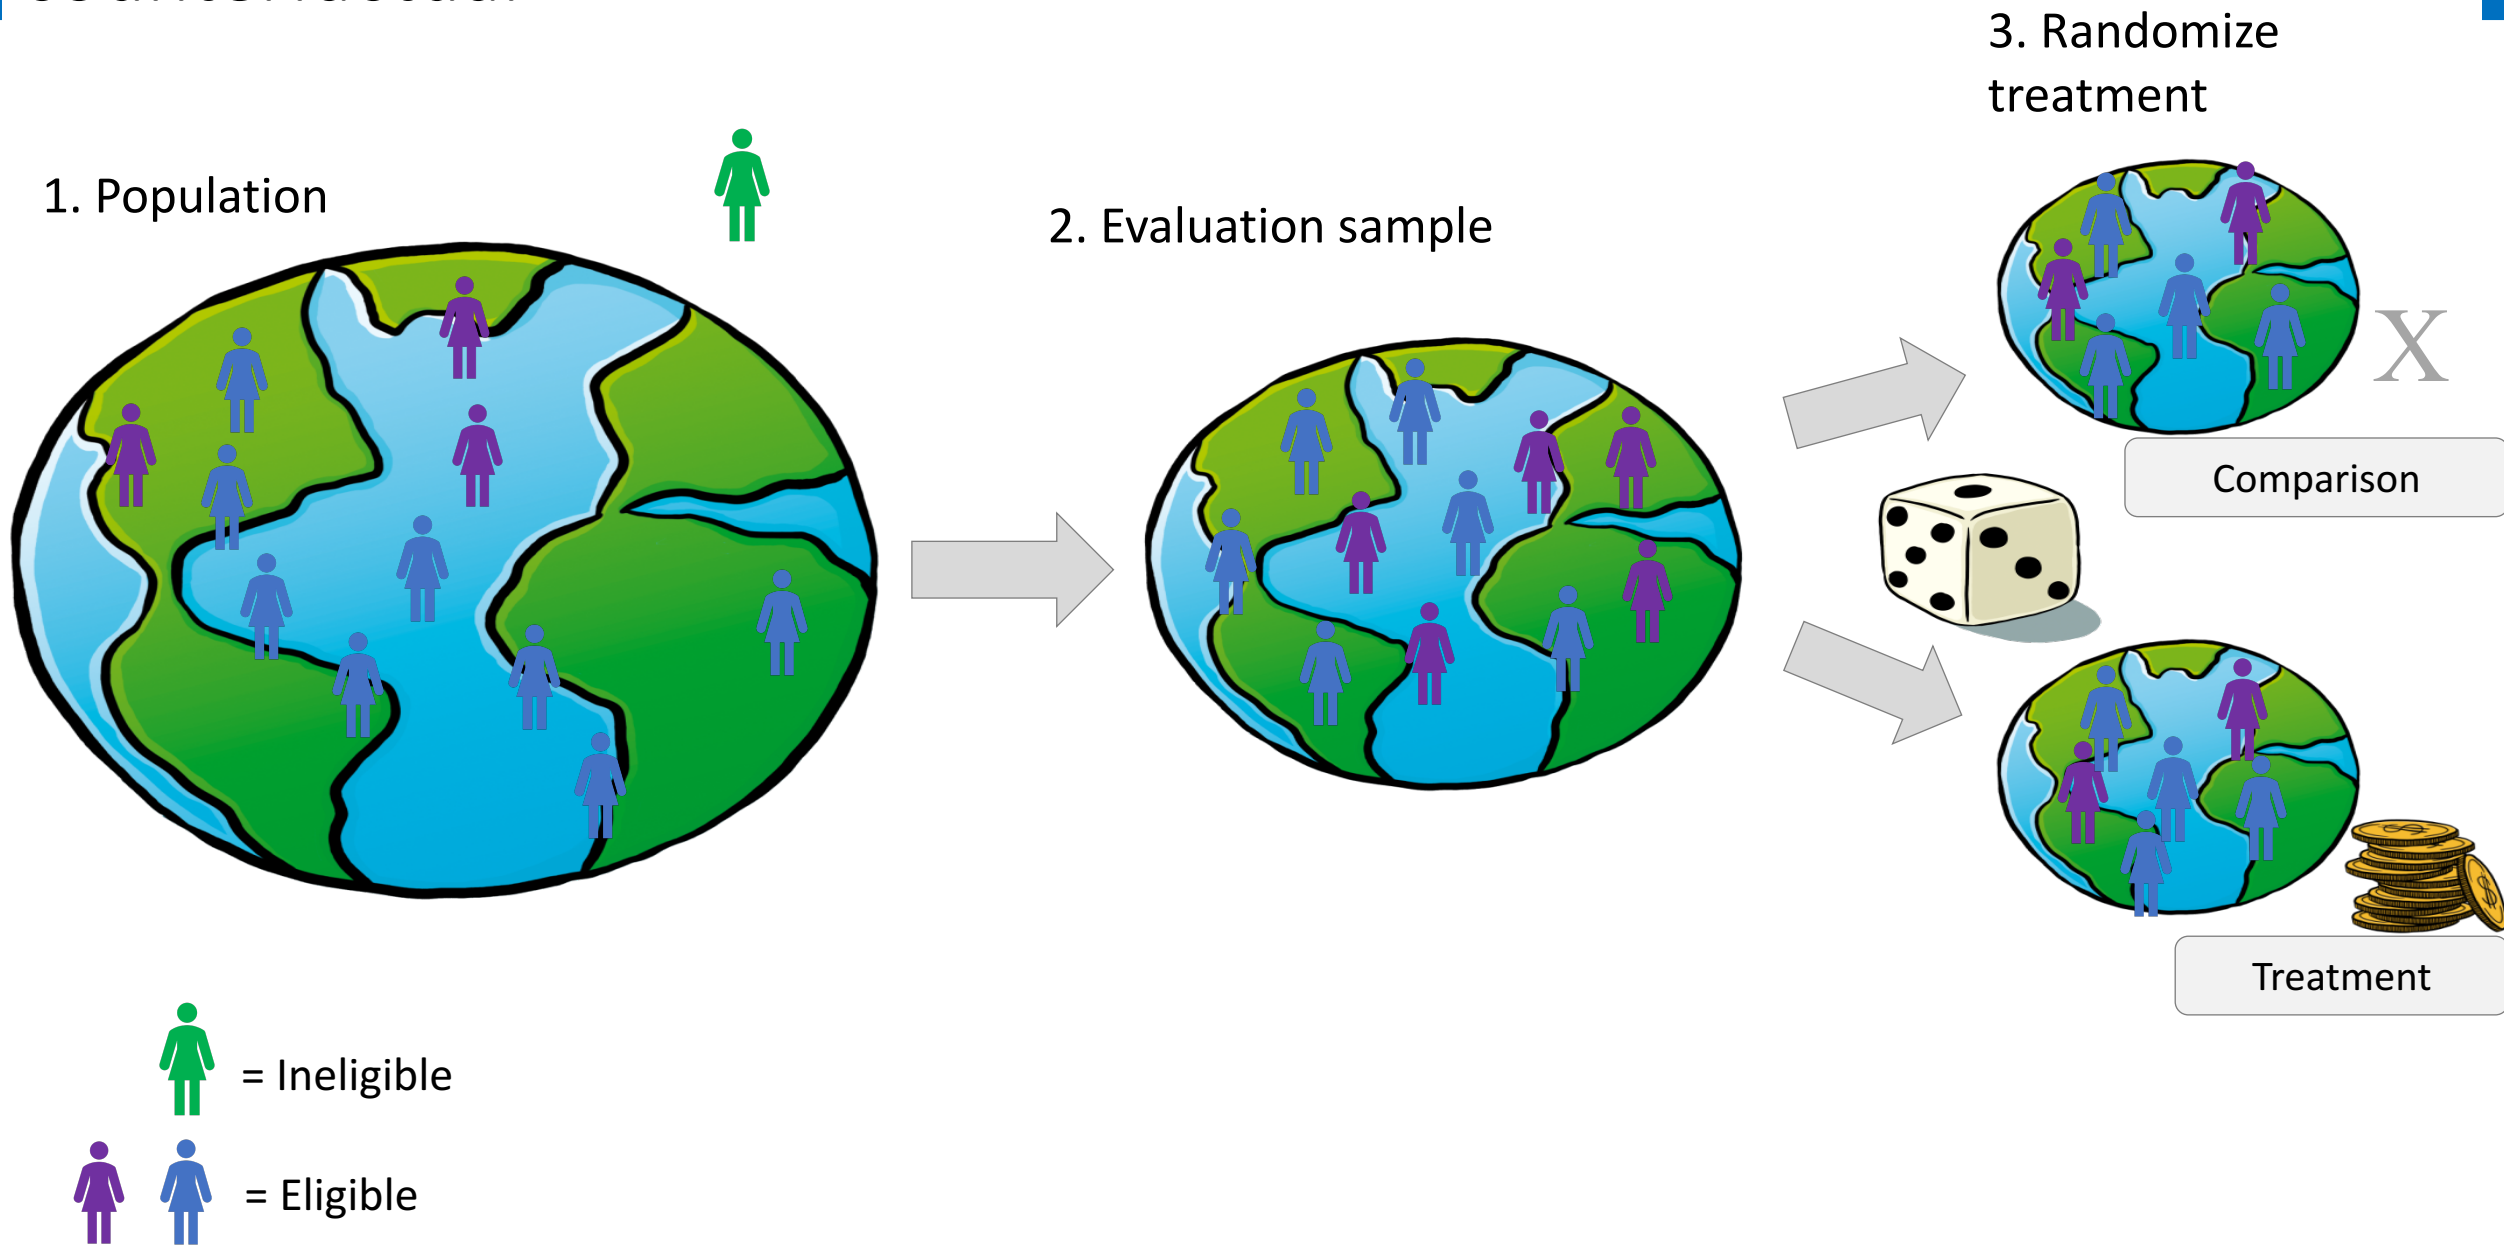 1. Population
2. Evaluation sample
3. Randomize
treatment
X
Comparison
Treatment
= Ineligible
= Eligible